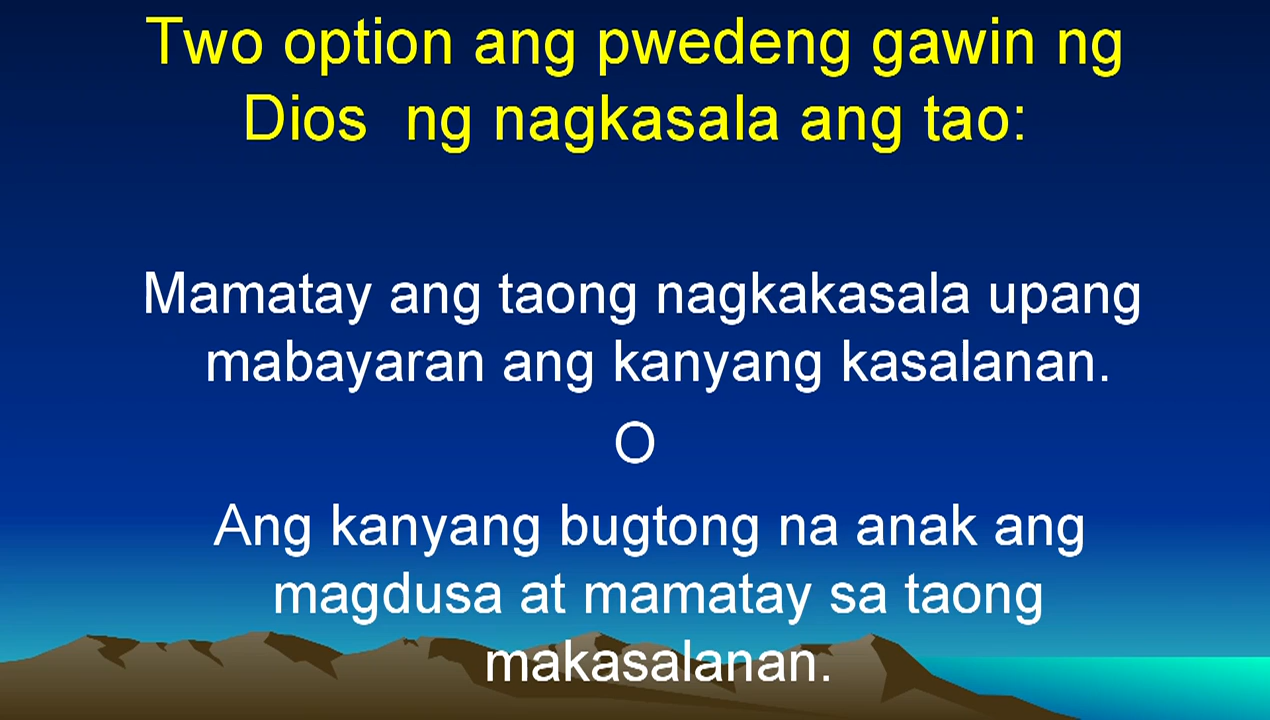 Two option ang pwedeng gawin ng
Dios  ng nagkasala ang tao:
Mamatay ang taong nagkakasala upang
mabayaran ang kanyang kasalanan.
O
Ang kanyang bugtong na anak ang
magdusa at mamatay sa taong
makasalanan.